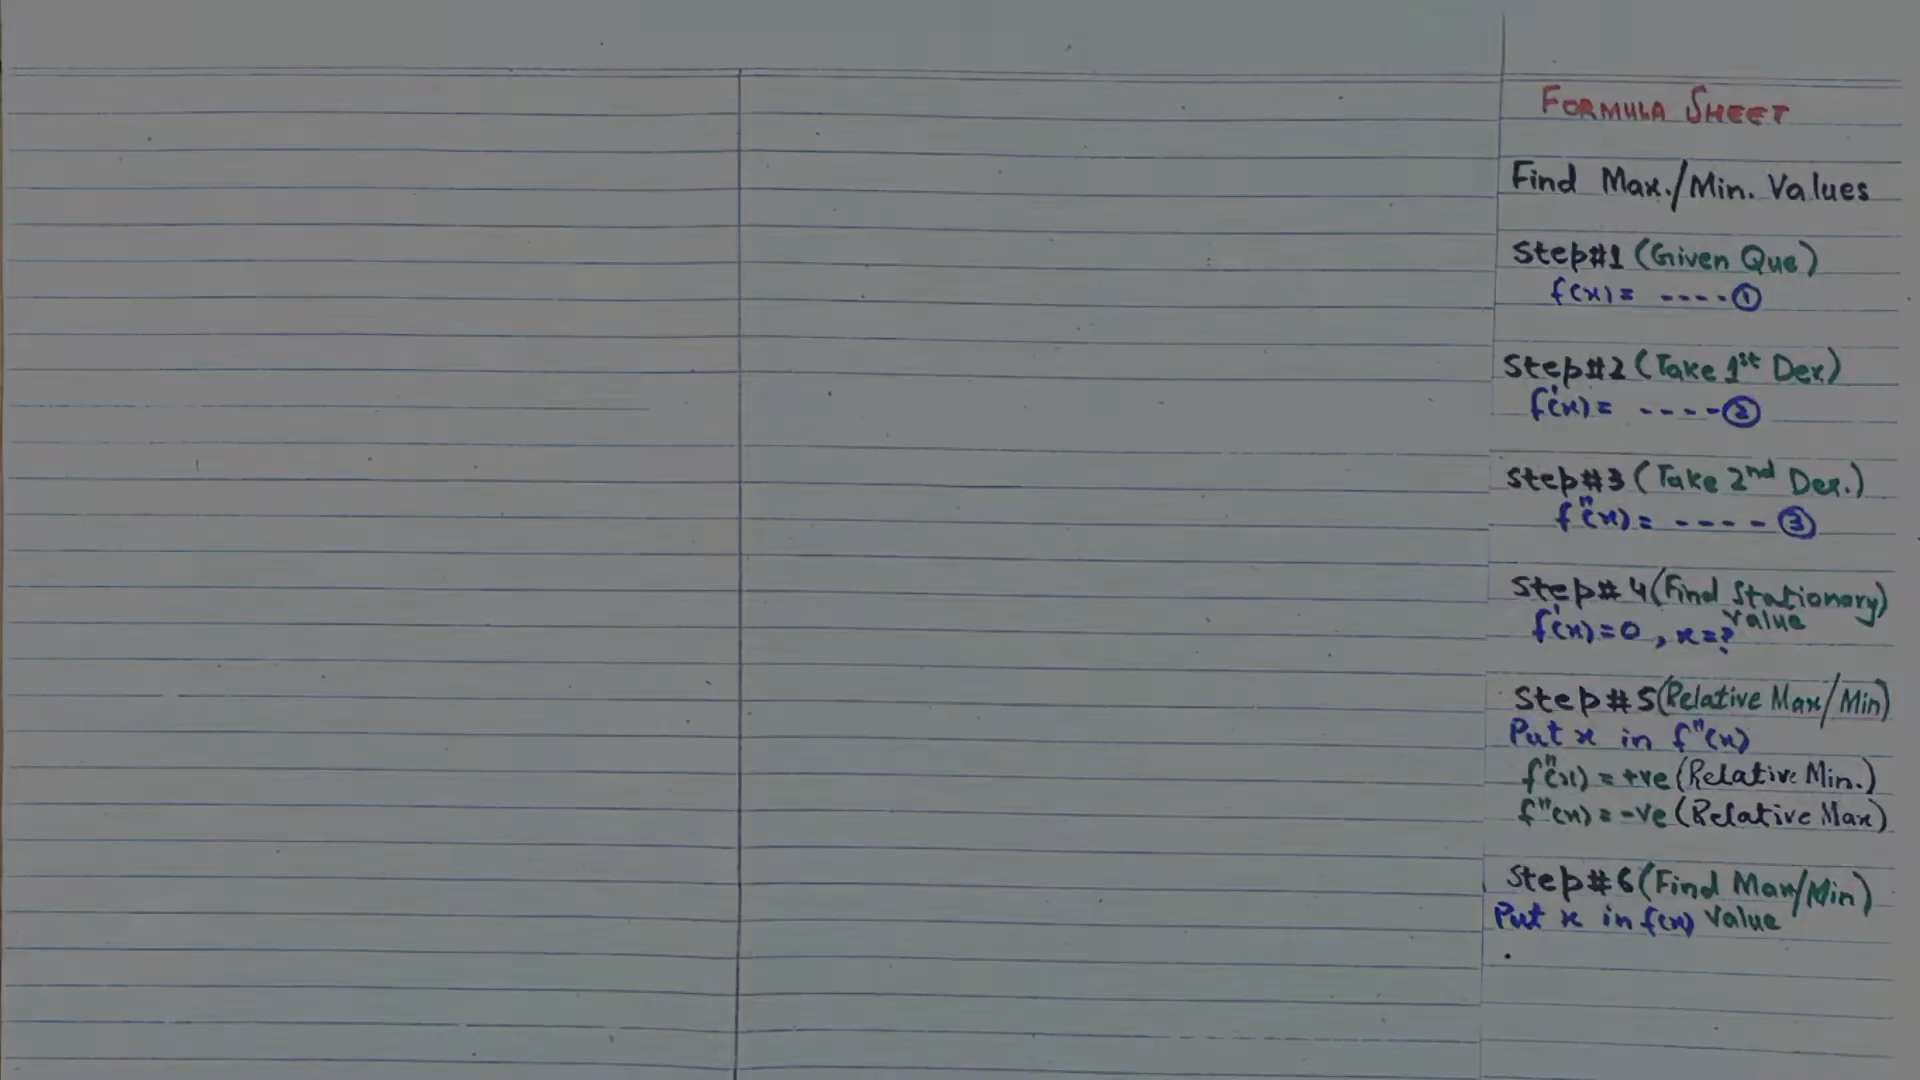 FORMULA SHEET
Find Max./Min. Values
Step#1 (Given Que)
f(x) = ---- ①
Step#2 (Take 1st Der.)
f'(x) = ---- ②
Step#3 (Take 2nd Der.)
f"(x) = ---- ③
Step#4 (Find Stationary)
Value
f'(x)=0, x=?
Step#5 (Relative Max/Min)
Put x in f"(x)
f"(x) = +ve (Relative Min.)
f"(x) = -ve (Relative Max)
Step#6 (Find Max/Min)
Put x in f(x) Value